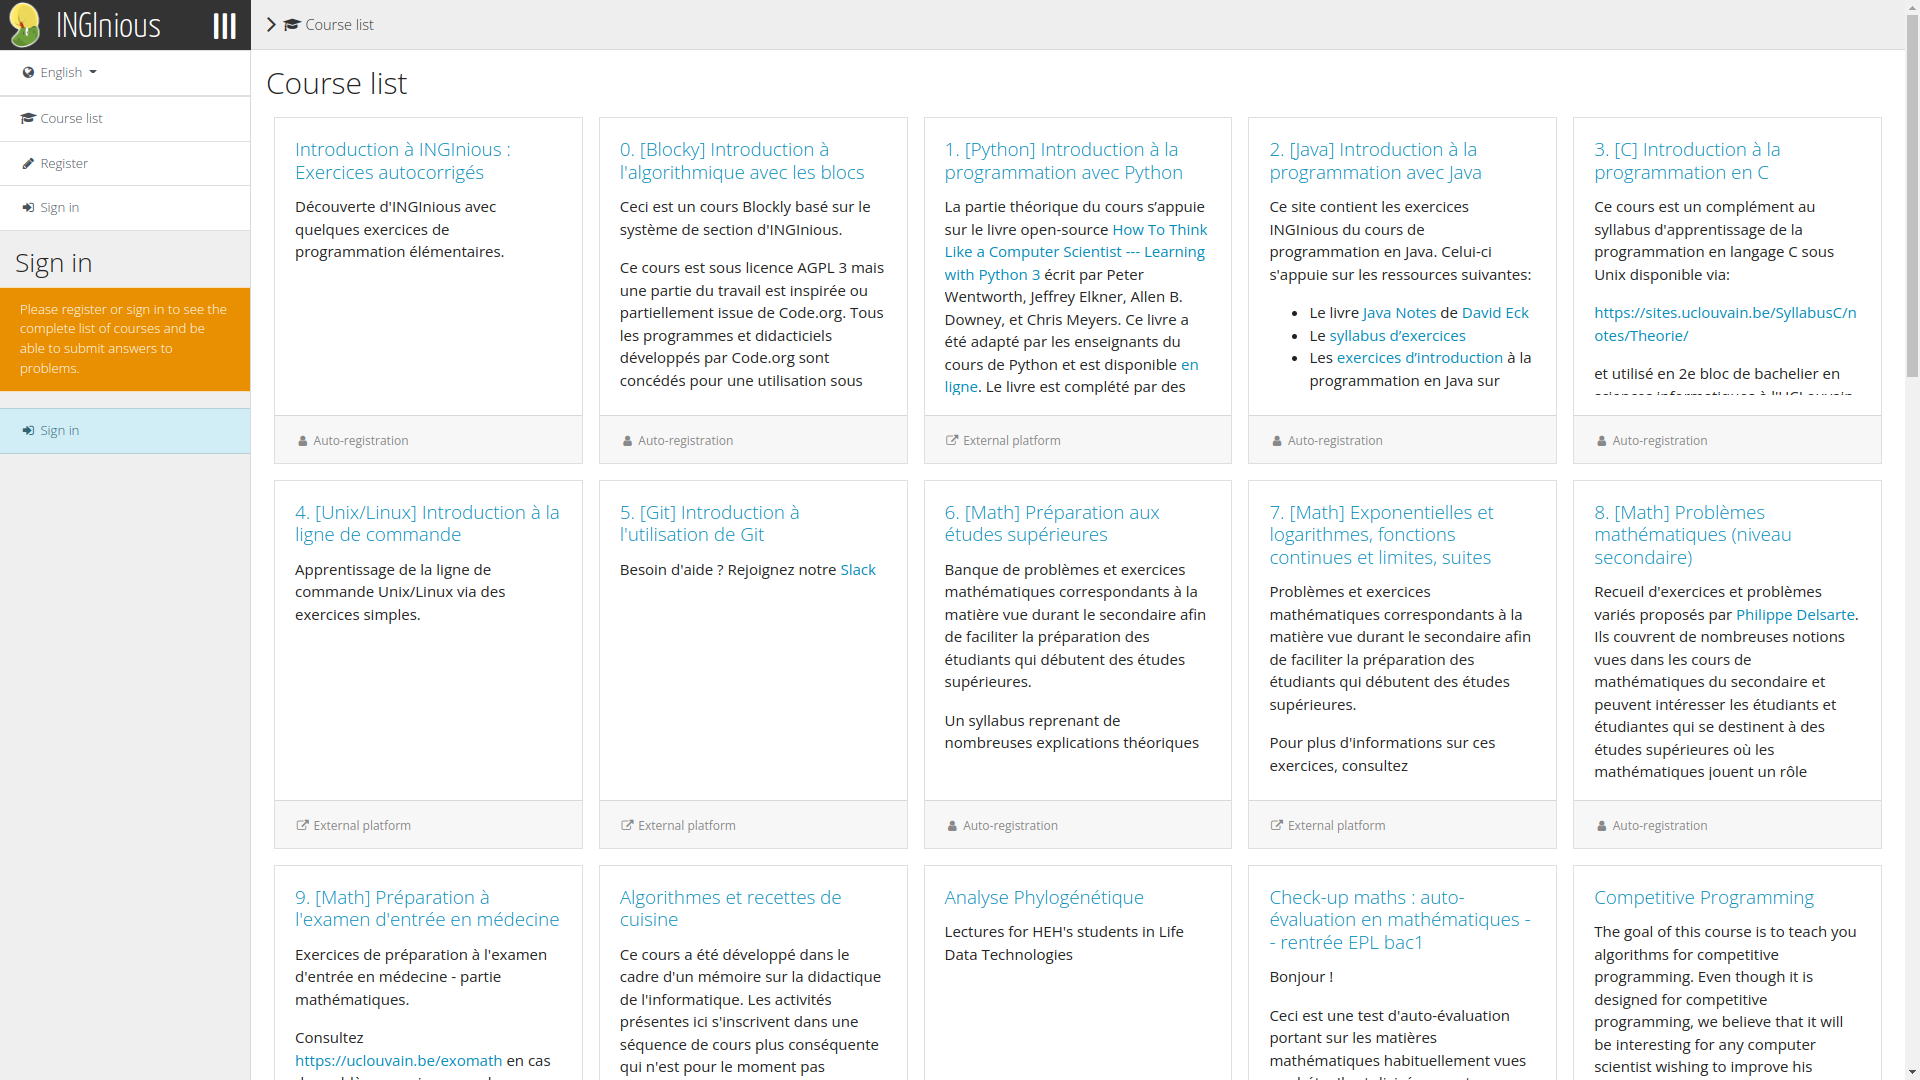 INGInious
Course list
English
Course list
Register
Sign in
Sign in
Please register or sign in to see the
complete list of courses and be
able to submit answers to
problems.
Sign in
Course list
Introduction à INGInious :
Exercices autocorrigés
Découverte d'INGInious avec
quelques exercices de
programmation élémentaires.
Auto-registration
0. [Blocky] Introduction à
l'algorithmique avec les blocs
Ceci est un cours Blockly basé sur le
système de section d'INGInious.
Ce cours est sous licence AGPL 3 mais
une partie du travail est inspirée ou
partiellement issue de Code.org. Tous
les programmes et didacticiels
développés par Code.org sont
concédés pour une utilisation sous
Auto-registration
1. [Python] Introduction à la
programmation avec Python
La partie théorique du cours s’appuie
sur le livre open-source How To Think
Like a Computer Scientist --- Learning
with Python 3 écrit par Peter
Wentworth, Jeffrey Elkner, Allen B.
Downey, et Chris Meyers. Ce livre a
été adapté par les enseignants du
cours de Python et est disponible en
ligne. Le livre est complété par des
External platform
2. [Java] Introduction à la
programmation avec Java
Ce site contient les exercices
INGInious du cours de
programmation en Java. Celui-ci
s'appuie sur les ressources suivantes:
• Le livre Java Notes de David Eck
• Le syllabus d’exercices
• Les exercices d’introduction à la
programmation en Java sur
Auto-registration
3. [C] Introduction à la
programmation en C
Ce cours est un complément au
syllabus d'apprentissage de la
programmation en langage C sous
Unix disponible via:
https://sites.uclouvain.be/SyllabusC/n
otes/Theorie/
et utilisé en 2e bloc de bachelier en
sciences informatiques à l'UCLouvain
Auto-registration
4. [Unix/Linux] Introduction à la
ligne de commande
Apprentissage de la ligne de
commande Unix/Linux via des
exercices simples.
External platform
5. [Git] Introduction à
l'utilisation de Git
Besoin d'aide ? Rejoignez notre Slack
External platform
6. [Math] Préparation aux
études supérieures
Banque de problèmes et exercices
mathématiques correspondants à la
matière vue durant le secondaire afin
de faciliter la préparation des
étudiants qui débutent des études
supérieures.
Un syllabus reprenant de
nombreuses explications théoriques
Auto-registration
7. [Math] Exponentielles et
logarithmes, fonctions
continues et limites, suites
Problèmes et exercices
mathématiques correspondants à la
matière vue durant le secondaire afin
de faciliter la préparation des
étudiants qui débutent des études
supérieures.
Pour plus d'informations sur ces
exercices, consultez
External platform
8. [Math] Problèmes
mathématiques (niveau
secondaire)
Recueil d'exercices et problèmes
variés proposés par Philippe Delsarte.
Ils couvrent de nombreuses notions
vues dans les cours de
mathématiques du secondaire et
peuvent intéresser les étudiants et
étudiantes qui se destinent à des
études supérieures où les
mathématiques jouent un rôle
Auto-registration
9. [Math] Préparation à
l'examen d'entrée en médecine
Exercices de préparation à l'examen
d'entrée en médecine - partie
mathématiques.
Consultez
https://uclouvain.be/exomath en cas
Algorithmes et recettes de
cuisine
Ce cours a été développé dans le
cadre d'un mémoire sur la didactique
de l'informatique. Les activités
présentes ici s'inscrivent dans une
séquence de cours plus conséquente
qui n'est pour le moment pas
Analyse Phylogénétique
Lectures for HEH's students in Life
Data Technologies
Check-up maths : auto-
évaluation en mathématiques -
- rentrée EPL bac1
Bonjour !
Ceci est une test d'auto-évaluation
portant sur les matières
mathématiques habituellement vues
Competitive Programming
The goal of this course is to teach you
algorithms for competitive
programming. Even though it is
designed for competitive
programming, we believe that it will
be interesting for any computer
scientist wishing to improve his